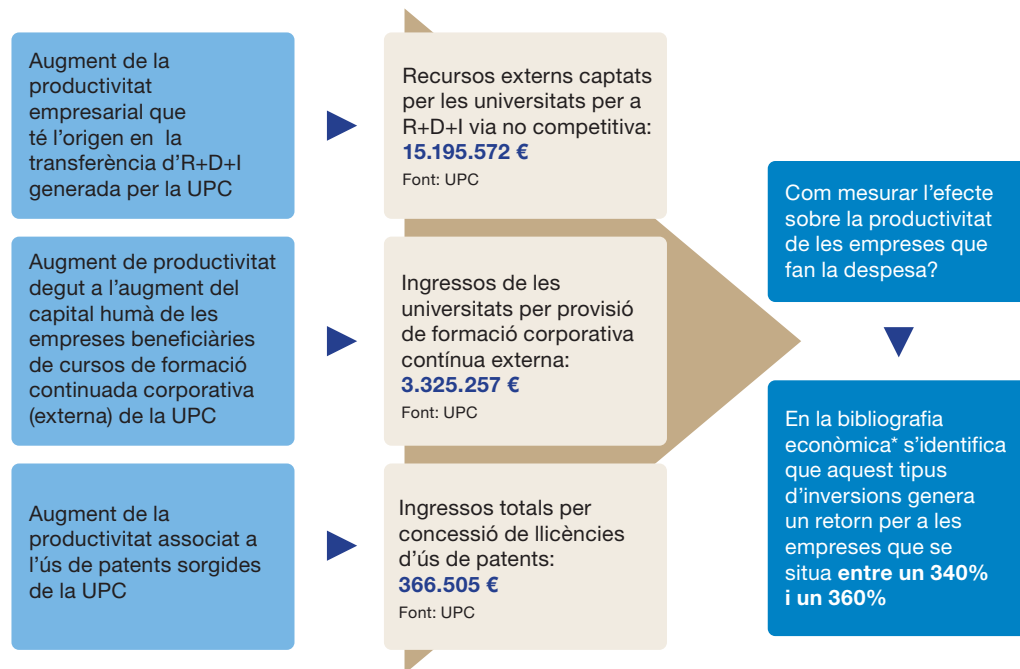 Augment de la
productivitat
empresarial que
té l'origen en la
transferència d'R+D+I
generada per la UPC
Recursos externs captats
per les universitats per a
R+D+I via no competitiva:
15.195.572 €
Font: UPC
Augment de productivitat
degut a l'augment del
capital humà de les
empreses beneficiàries
de cursos de formació
continuada corporativa
(externa) de la UPC
Ingressos de les
universitats per provisió
de formació corporativa
contínua externa:
3.325.257 €
Font: UPC
Augment de la
productivitat associat a
l'ús de patents sorgides
de la UPC
Ingressos totals per
concessió de llicències
d'ús de patents:
366.505 €
Font: UPC
Com mesurar l'efecte
sobre la productivitat
de les empreses que
fan la despesa?
En la bibliografia
econòmica* s'identifica
que aquest tipus
d'inversions genera
un retorn per a les
empreses que se
situa entre un 340%
i un 360%